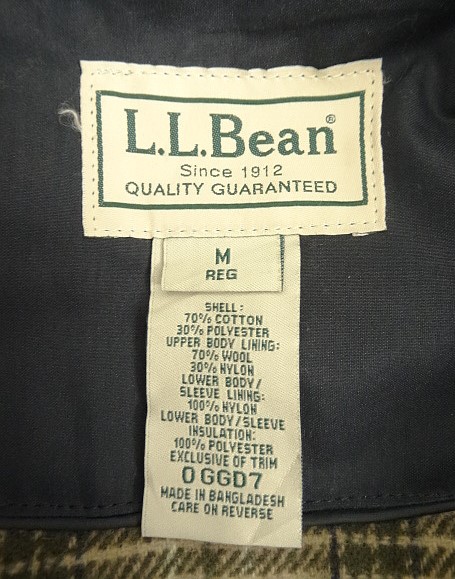 L.L.Bean®
Since 1912
QUALITY GUARANTEED
M
REG
SHELL:
70% COTTON
30% POLYESTER
UPPER BODY LINING:
70% WOOL
30% NYLON
LOWER BODY/
SLEEVE LINING:
100% NYLON
LOWER BODY/SLEEVE
INSULATION:
100% POLYESTER
EXCLUSIVE OF TRIM
0 GGD7
MADE IN BANGLADESH
CARE ON REVERSE